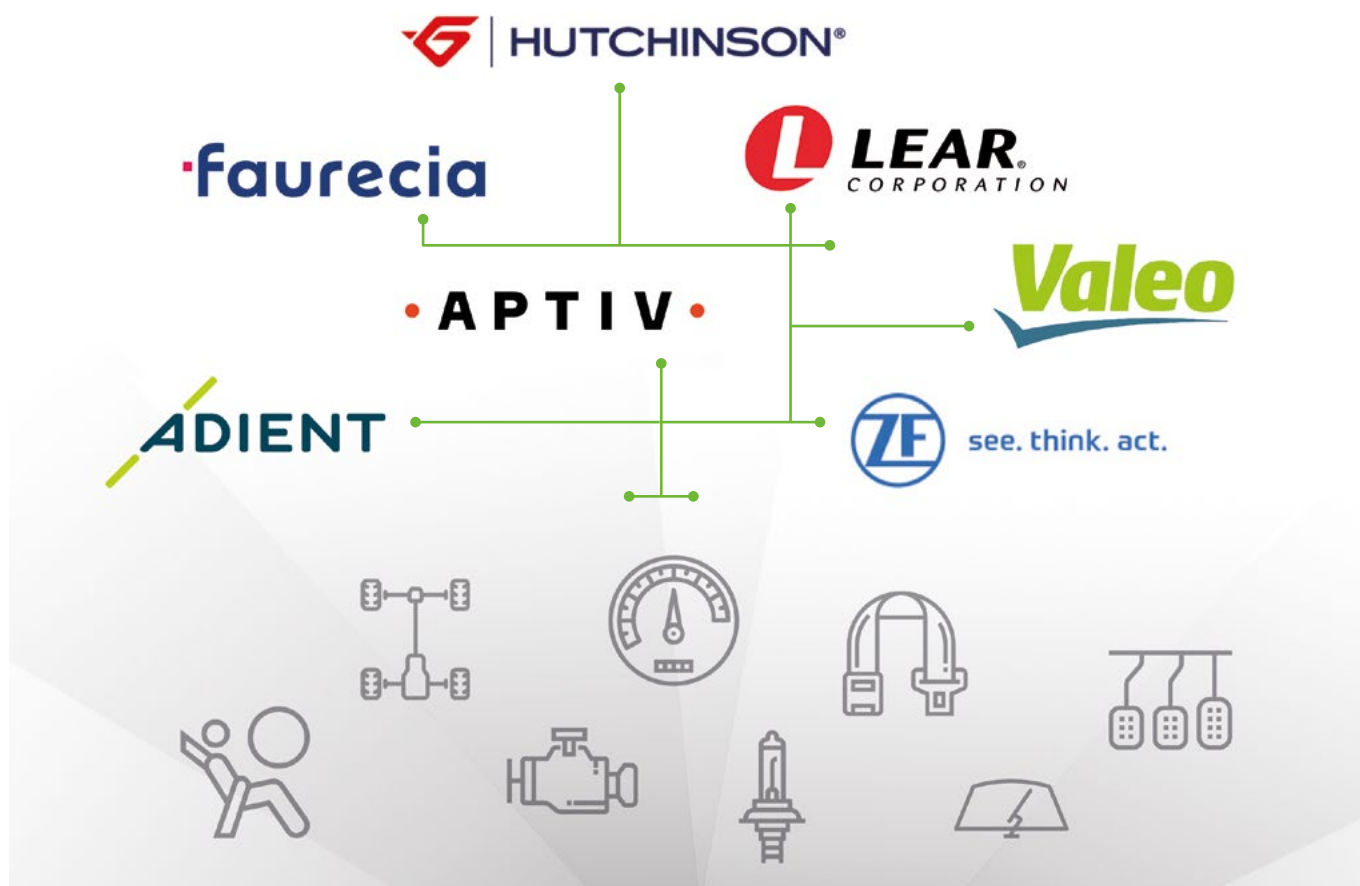 HUTCHINSON®
faurecia
LEAR®
CORPORATION
Valeo
APTIV
ADIENT
ZF
see. think. act.